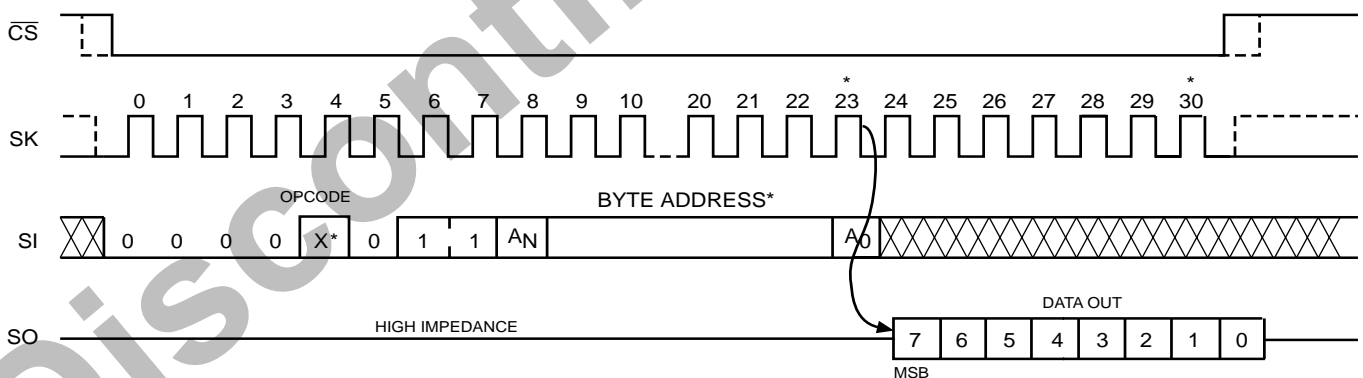 CS
0 1 2 3 4 5 6 7 8 9 10 20 21 22 23* 24 25 26 27 28 29 30*
SK
OPCODE
BYTE ADDRESS*
SI 0 0 0 0 X* 0 1 1 AN A0
DATA OUT
HIGH IMPEDANCE
SO 7 6 5 4 3 2 1 0
MSB